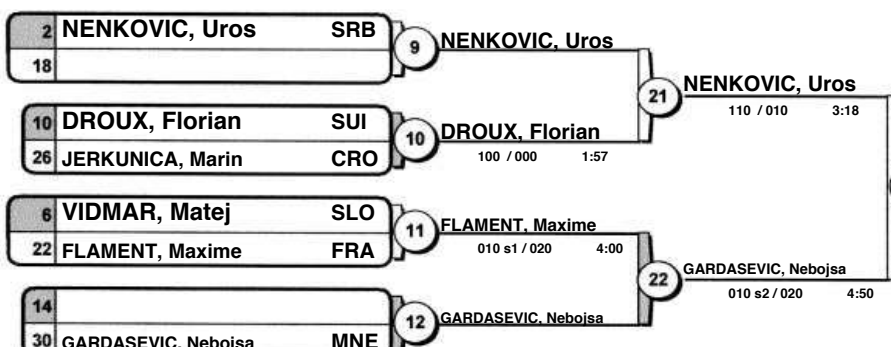 2 NENKOVIC, Uros SRB
18
9
NENKOVIC, Uros
21
NENKOVIC, Uros
110 / 010 3:18
10 DROUX, Florian SUI
26 JERKUNICA, Marin CRO
10
DROUX, Florian
100 / 000 1:57
6 VIDMAR, Matej SLO
22 FLAMENT, Maxime FRA
11
FLAMENT, Maxime
010 s1 / 020 4:00
22
GARDASEVIC, Nebojsa
010 s2 / 020 4:50
14
30 GARDASEVIC, Nebojsa MNE
12
GARDASEVIC, Nebojsa